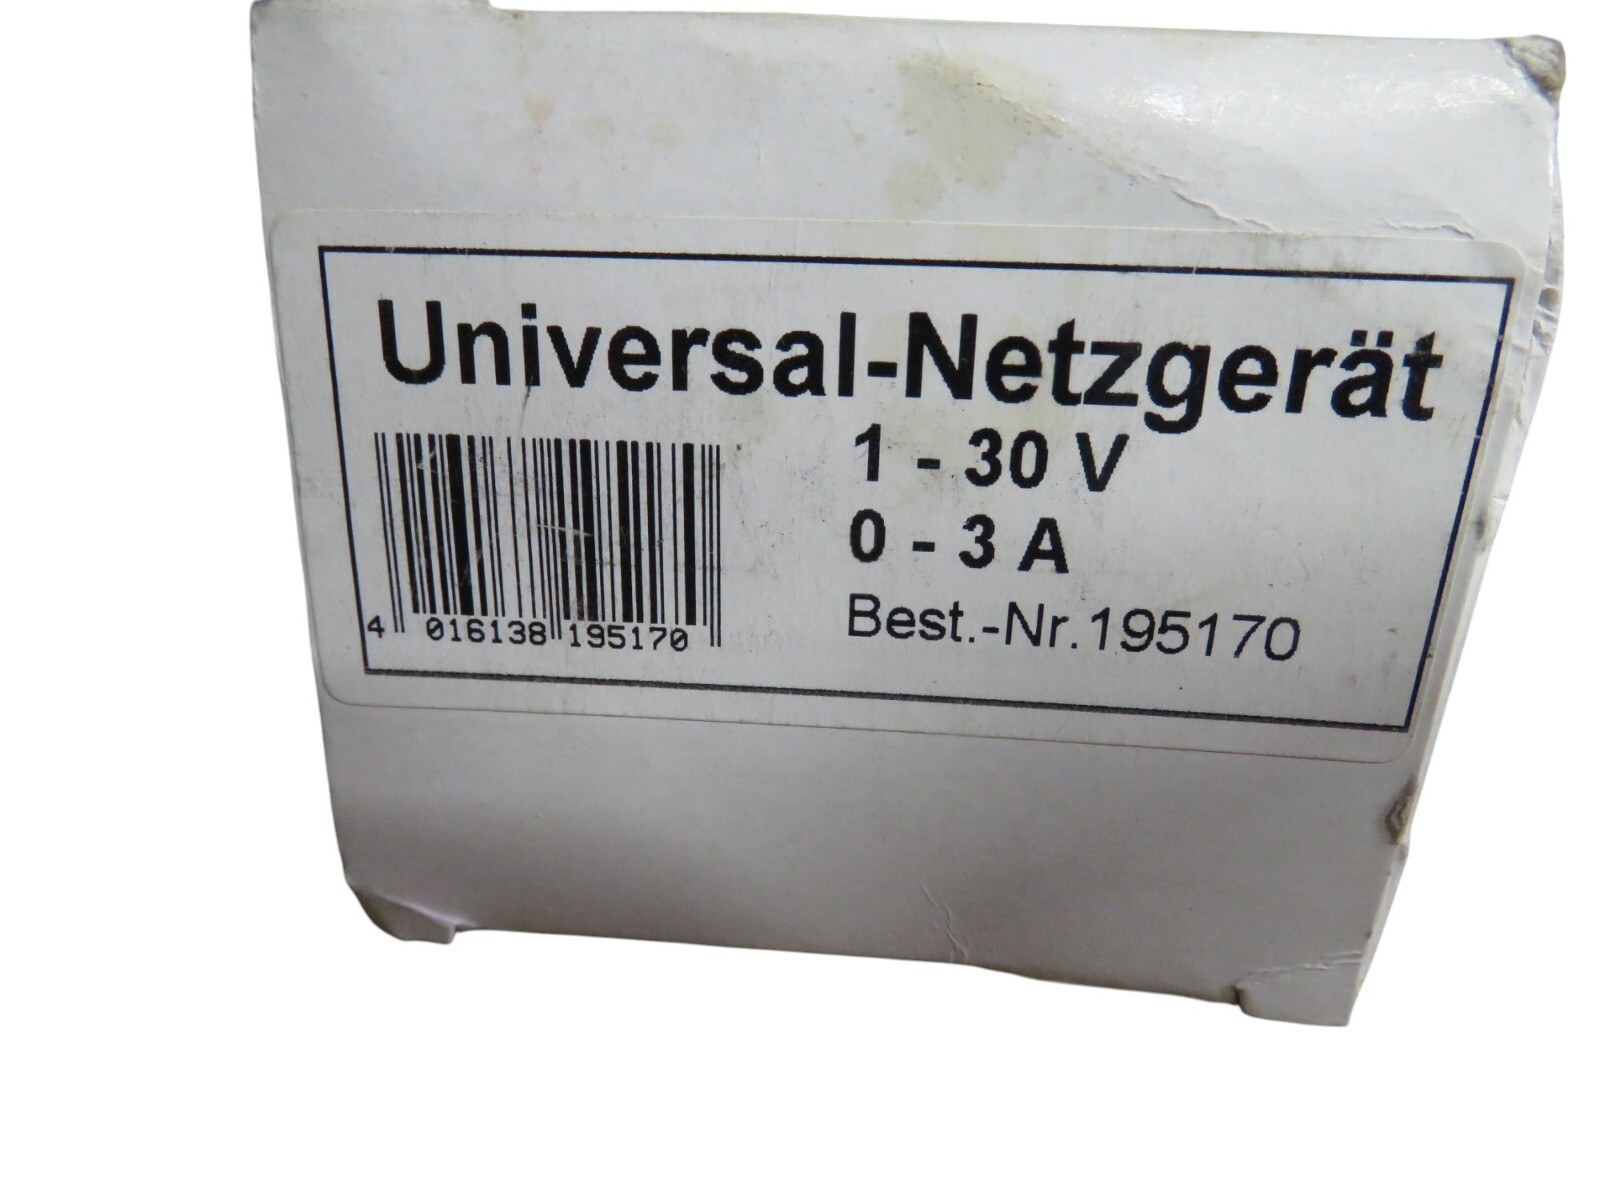 Universal-Netzgerät
1 - 30 V
0 - 3 A
Best.-Nr.195170
4 016138 195170